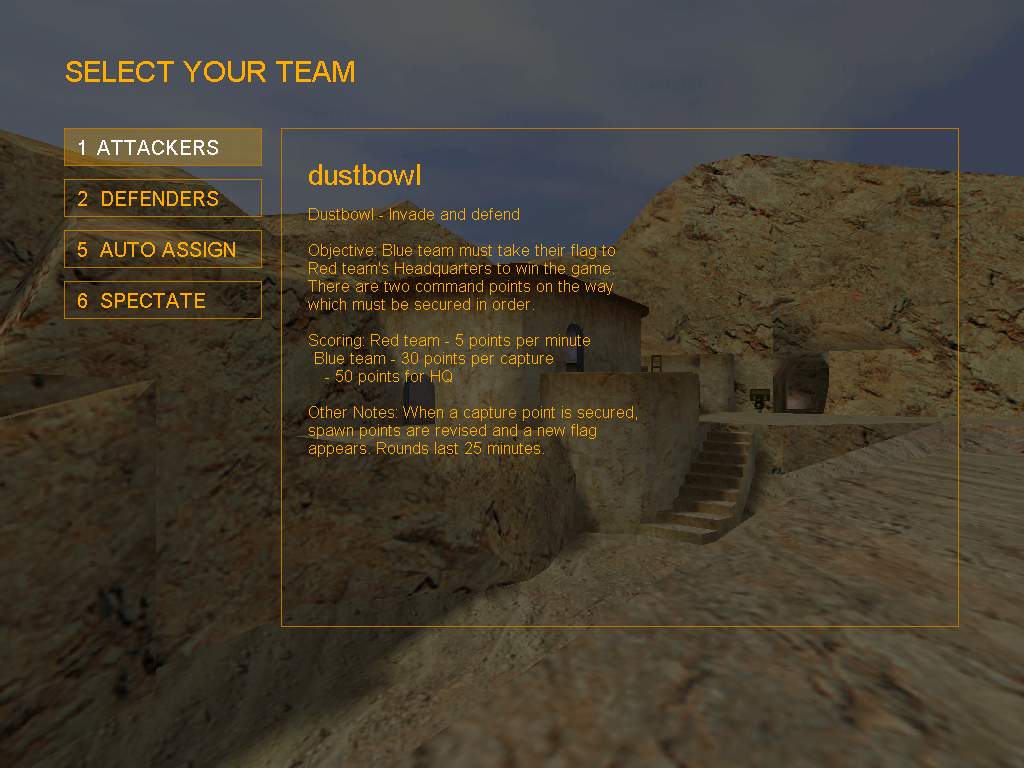 SELECT YOUR TEAM
1 ATTACKERS
2 DEFENDERS
5 AUTO ASSIGN
6 SPECTATE
dustbowl
Dustbowl - Invade and defend
Objective: Blue team must take their flag to
Red team's Headquarters to win the game.
There are two command points on the way
which must be secured in order.
Scoring: Red team - 5 points per minute
Blue team - 30 points per capture
- 50 points for HQ
Other Notes: When a capture point is secured,
spawn points are revised and a new flag
appears. Rounds last 25 minutes.